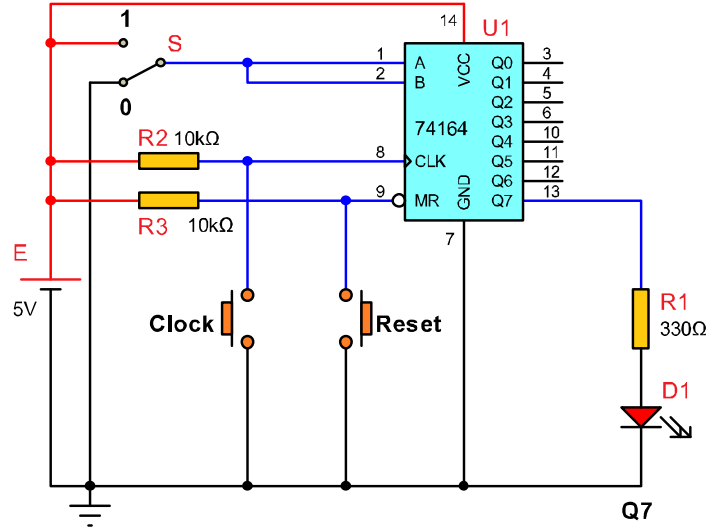 14
U1
1
S
0
1
2
A
B
VCC
74164
Q0
Q1
Q2
Q3
Q4
Q5
Q6
Q7
3
4
5
6
10
11
12
13
R2 10kΩ
8
CLK
9
MR
GND
R3 10kΩ
7
E
5V
Clock
Reset
R1
330Ω
D1
Q7